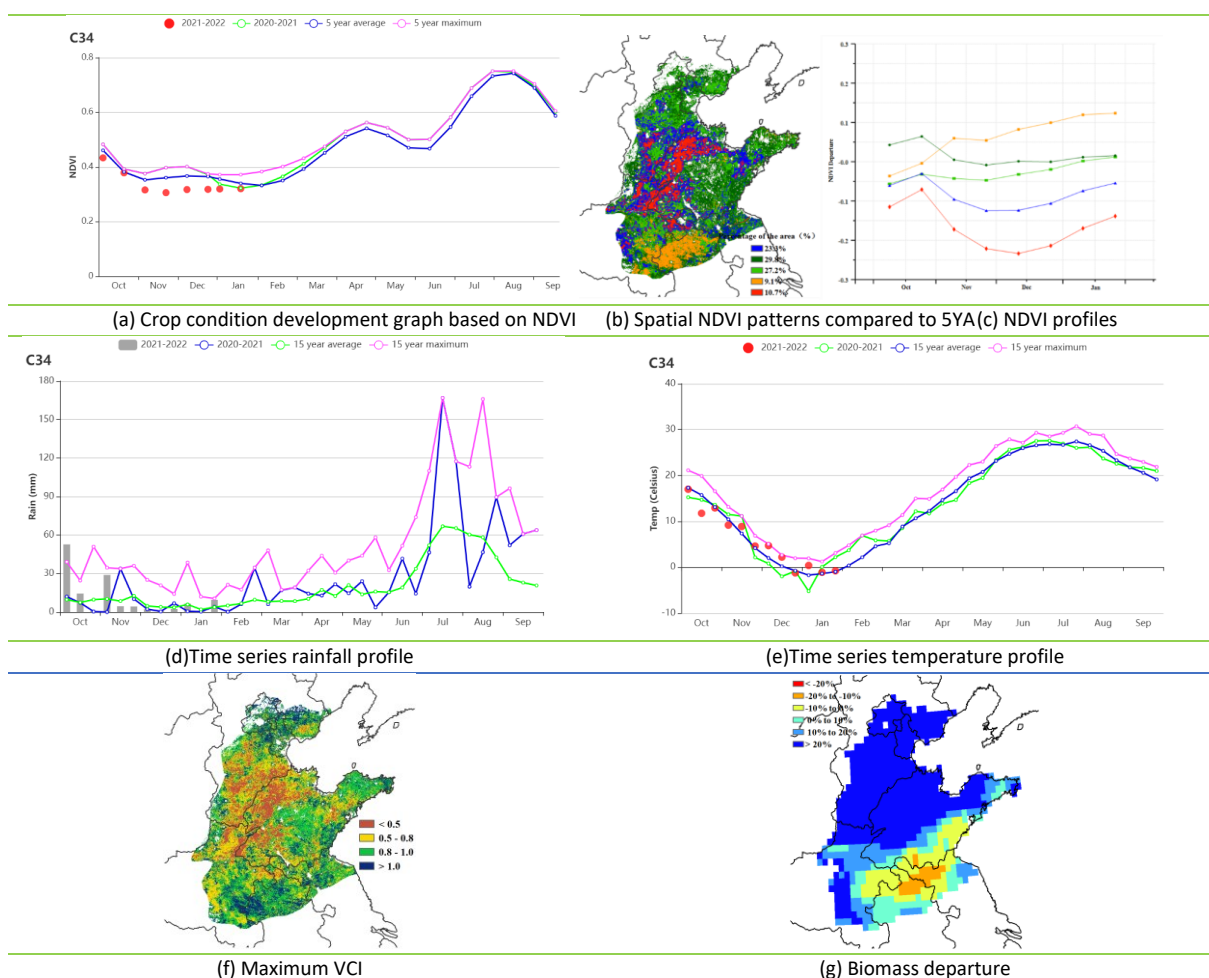 2021-2022 2020-2021 5 year average 5 year maximum
C34
NDVI
0.8
0.6
0.4
0.2
0
Oct Nov Dec Jan Feb Mar Apr May Jun Jul Aug Sep
Percentage of the area (%)
23.3%
29.8%
27.2%
9.1%
10.7%
NDVI Departure
0.3
0.2
0.1
-0.0
-0.1
-0.2
-0.3
Oct Nov Dec Jan
(a) Crop condition development graph based on NDVI (b) Spatial NDVI patterns compared to 5YA (c) NDVI profiles
2021-2022 2020-2021 15 year average 15 year maximum
C34
Rain (mm)
180
150
120
90
60
30
0
Oct Nov Dec Jan Feb Mar Apr May Jun Jul Aug Sep
2021-2022 2020-2021 15 year average 15 year maximum
C34
Temp (Celsius)
40
30
20
10
0
-10
Oct Nov Dec Jan Feb Mar Apr May Jun Jul Aug Sep
(d)Time series rainfall profile (e)Time series temperature profile
< 0.5
0.5 - 0.8
0.8 - 1.0
> 1.0
< -20%
-20% to -10%
-10% to 0%
0% to 10%
10% to 20%
> 20%
(f) Maximum VCI (g) Biomass departure